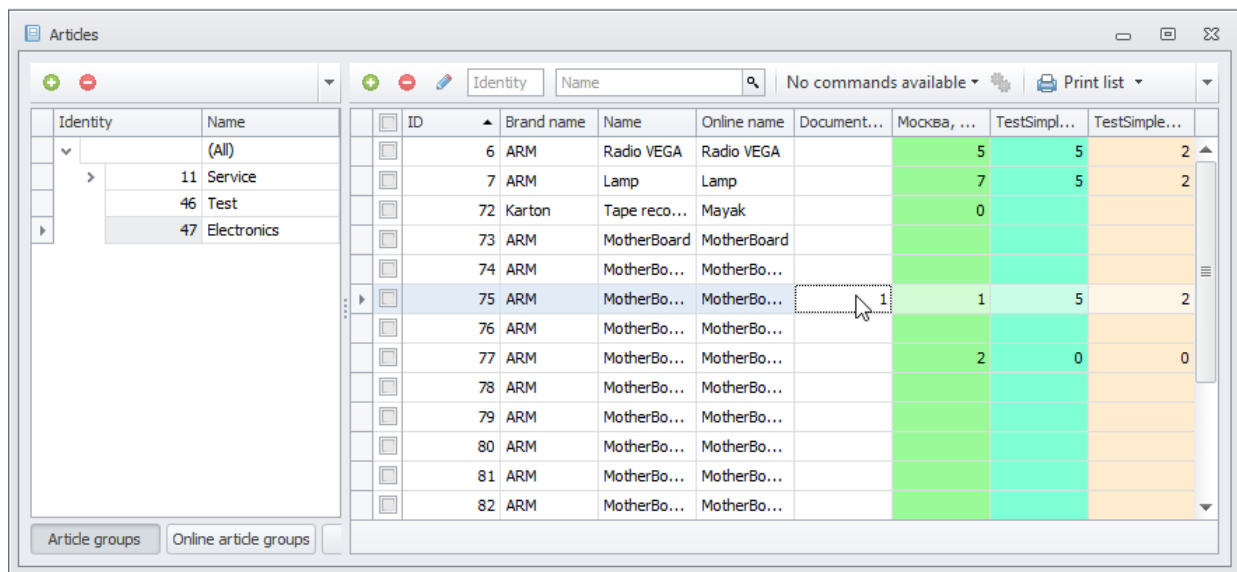 Articles
Identity Name No commands available Print list
Identity Name
(All)
11 Service
46 Test
47 Electronics
ID Brand name Name Online name Document... Москва, ... TestSimpl... TestSimple...
6 ARM Radio VEGA Radio VEGA 5 5 2
7 ARM Lamp Lamp 7 5 2
72 Karton Tape reco... Mayak 0
73 ARM MotherBoard MotherBoard
74 ARM MotherBo... MotherBo...
75 ARM MotherBo... MotherBo... 1 1 5 2
76 ARM MotherBo... MotherBo...
77 ARM MotherBo... MotherBo... 2 0 0
78 ARM MotherBo... MotherBo...
79 ARM MotherBo... MotherBo...
80 ARM MotherBo... MotherBo...
81 ARM MotherBo... MotherBo...
82 ARM MotherBo... MotherBo...
Article groups Online article groups